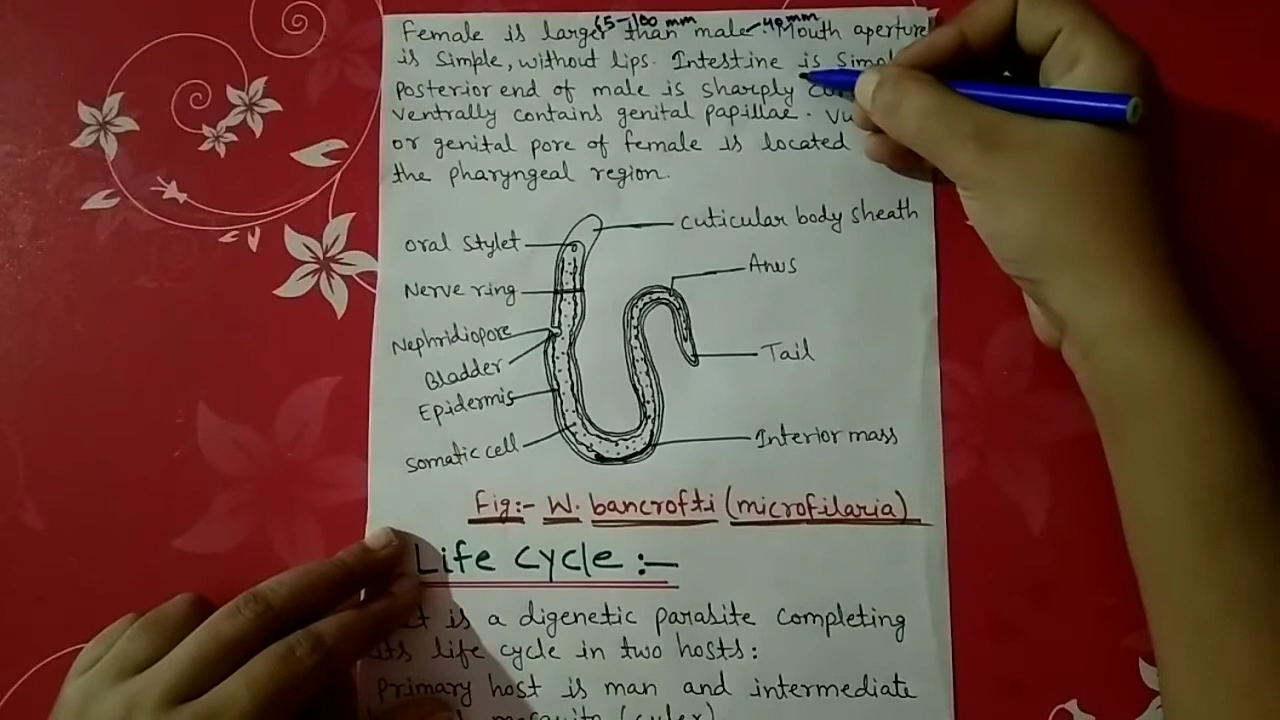 65-100 mm 40 mm
Female is larger than male. Mouth aperture
is simple, without lips. Intestine is
Posterior end of male is sharply
ventrally contains genital papillae.
or genital pore of female is located
the pharyngeal region.
cuticular body sheath
oral stylet
Anus
Nerve ring
Nephridiopore
Tail
Bladder
Epidermis
Interior mass
somatic cell
Fig:- W. bancrofti (microfilaria)
Life cycle :-
is a digenetic parasite completing
its life cycle in two hosts:
Primary host is man and intermediate
mosquito (culex).